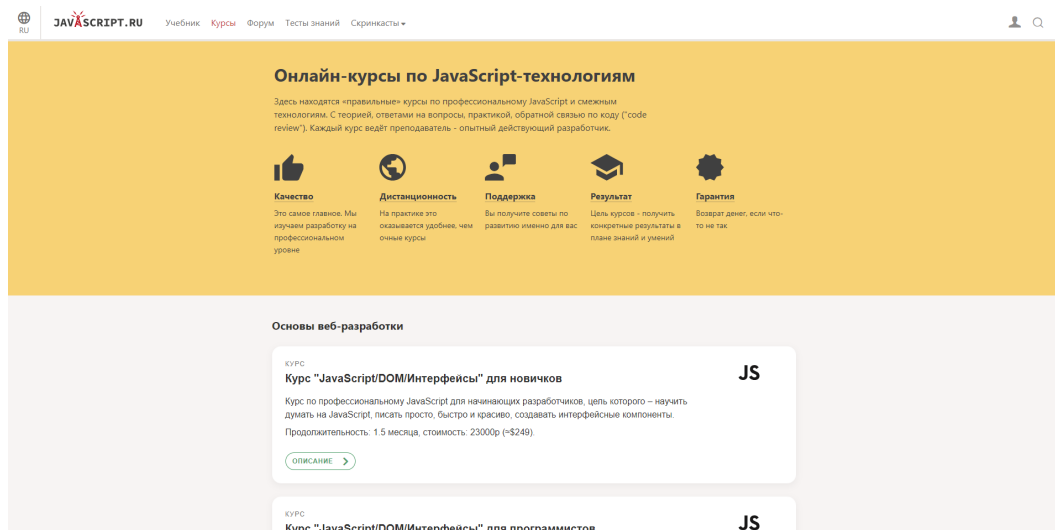 RU
JAVASCRIPT.RU
Учебник Курсы Форум Тесты знаний Скринкасты
Онлайн-курсы по JavaScript-технологиям
Здесь находятся «правильные» курсы по профессиональному JavaScript и смежным
технологиям. С теорией, ответами на вопросы, практикой, обратной связью по коду ("code
review"). Каждый курс ведёт преподаватель - опытный действующий разработчик.
Качество
Это самое главное. Мы
изучаем разработку на
профессиональном
уровне
Дистанционность
На практике это
оказывается удобнее, чем
очные курсы
Поддержка
Вы получите советы по
развитию именно для вас
Результат
Цель курсов - получить
конкретные результаты в
плане знаний и умений
Гарантия
Возврат денег, если что-
то не так
Основы веб-разработки
КУРС
Курс "JavaScript/DOM/Интерфейсы" для новичков
JS
Курс по профессиональному JavaScript для начинающих разработчиков, цель которого – научить
думать на JavaScript, писать просто, быстро и красиво, создавать интерфейсные компоненты.
Продолжительность: 1.5 месяца, стоимость: 23000р (≈$249).
ОПИСАНИЕ
КУРС
Курс "JavaScript/DOM/Интерфейсы" для программистов
JS